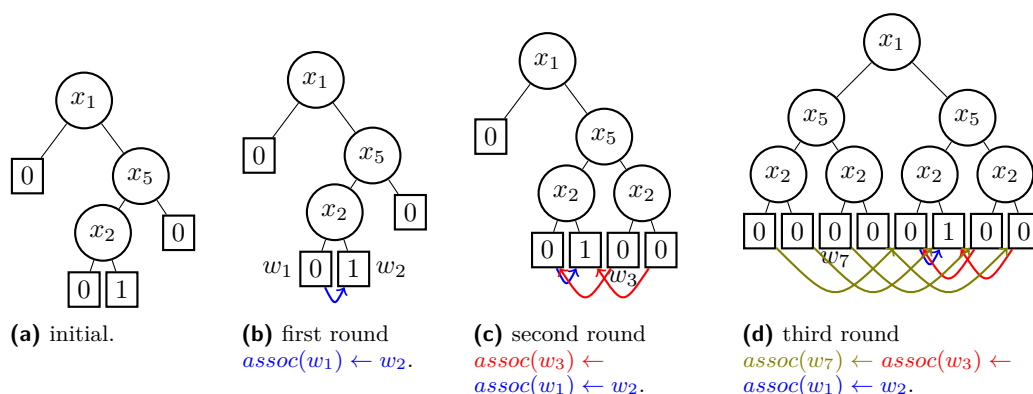 x₁
0
x₅
x₂
0
0 1
(a) initial.
x₁
0
x₅
x₂
0
w₁ 0 1 w₂
(b) first round
assoc(w₁) ← w₂.
x₁
0
x₅
x₂ x₂
0 1 0 0
w₃
(c) second round
assoc(w₃) ←
assoc(w₁) ← w₂.
x₁
x₅ x₅
x₂ x₂ x₂ x₂
0 0 0 0 0 1 0 0
w₇
(d) third round
assoc(w₇) ← assoc(w₃) ←
assoc(w₁) ← w₂.